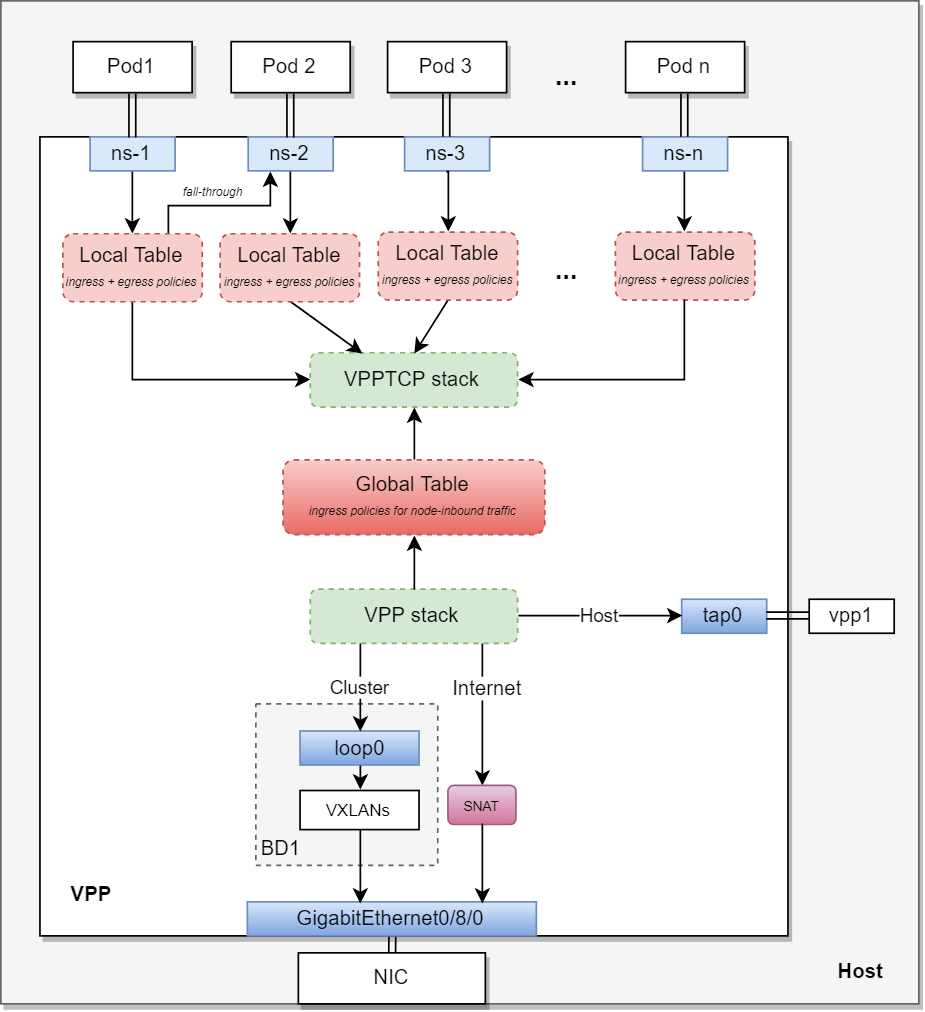 Pod1
Pod 2
Pod 3
...
Pod n
ns-1
ns-2
ns-3
ns-n
fall-through
Local Table
ingress + egress policies
Local Table
ingress + egress policies
Local Table
ingress + egress policies
...
Local Table
ingress + egress policies
VPPTCP stack
Global Table
ingress policies for node-inbound traffic
VPP stack
Host
tap0
vpp1
Cluster
Internet
loop0
VXLANs
SNAT
BD1
VPP
GigabitEthernet0/8/0
NIC
Host